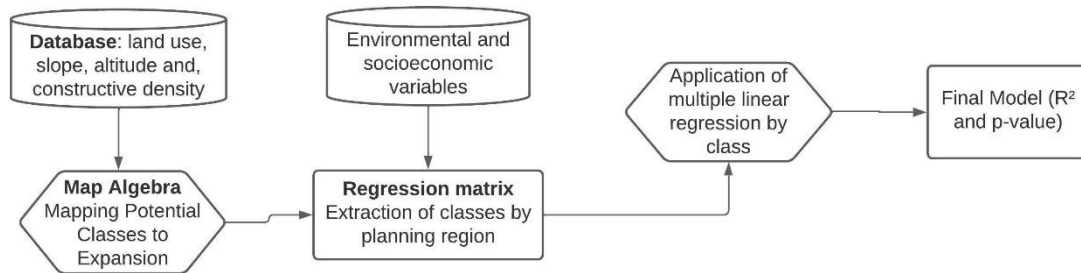 Database: land use,
slope, altitude and,
constructive density
Environmental and
socioeconomic
variables
Application of
multiple linear
regression by
class
Final Model (R²
and p-value)
Map Algebra
Mapping Potential
Classes to
Expansion
Regression matrix
Extraction of classes by
planning region